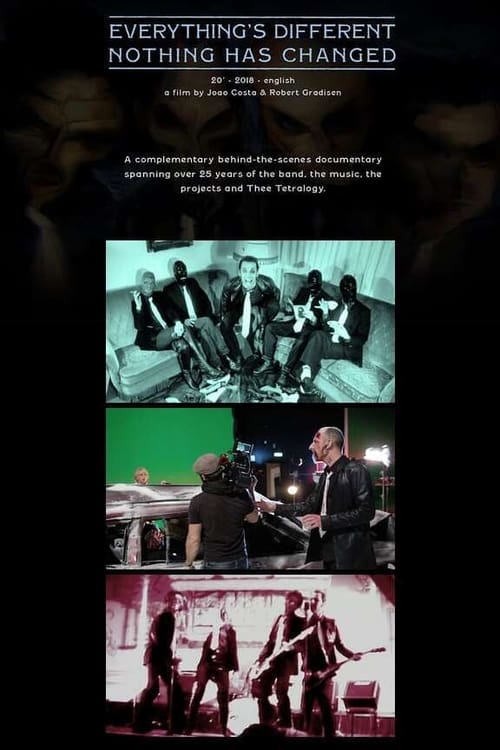 EVERYTHING'S DIFFERENT
NOTHING HAS CHANGED
20' - 2018 - english
a film by Joao Costa & Robert Gradisen
A complementary behind-the-scenes documentary
spanning over 25 years of the band, the music, the
projects and Thee Tetralogy.